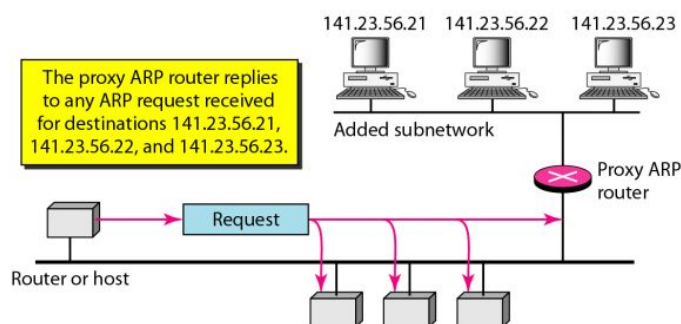 141.23.56.21 141.23.56.22 141.23.56.23
The proxy ARP router replies
to any ARP request received
for destinations 141.23.56.21,
141.23.56.22, and 141.23.56.23.
Added subnetwork
Proxy ARP
router
Request
Router or host